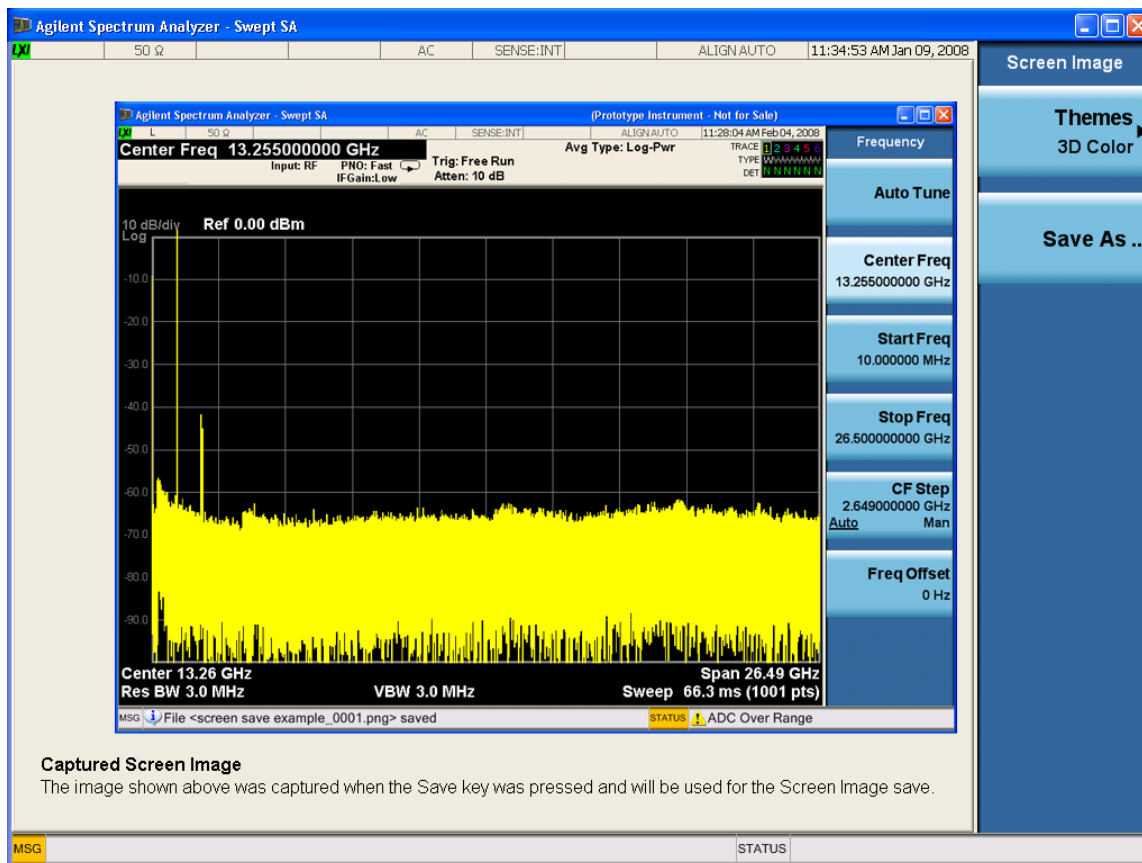 Agilent Spectrum Analyzer - Swept SA
LXI 50 Ω AC SENSE:INT ALIGN AUTO 11:34:53 AM Jan 09, 2008
Screen Image
Themes
3D Color
Save As ..
Agilent Spectrum Analyzer - Swept SA (Prototype Instrument - Not for Sale)
LXI L 50 Ω AC SENSE:INT ALIGN AUTO 11:28:04 AM Feb 04, 2008
Center Freq 13.255000000 GHz
Input: RF PNO: Fast
IFGain:Low
Trig: Free Run
Atten: 10 dB
Avg Type: Log-Pwr
TRACE 1 2 3 4 5 6
TYPE WWWWWW
DET N N N N N N
10 dB/div Ref 0.00 dBm
Log
-10.0
-20.0
-30.0
-40.0
-50.0
-60.0
-70.0
-80.0
-90.0
Center 13.26 GHz Span 26.49 GHz
Res BW 3.0 MHz VBW 3.0 MHz Sweep 66.3 ms (1001 pts)
MSG File <screen save example_0001.png> saved STATUS ADC Over Range
Frequency
Auto Tune
Center Freq
13.255000000 GHz
Start Freq
10.000000 MHz
Stop Freq
26.500000000 GHz
CF Step
2.649000000 GHz
Auto Man
Freq Offset
0 Hz
Captured Screen Image
The image shown above was captured when the Save key was pressed and will be used for the Screen Image save.
MSG STATUS